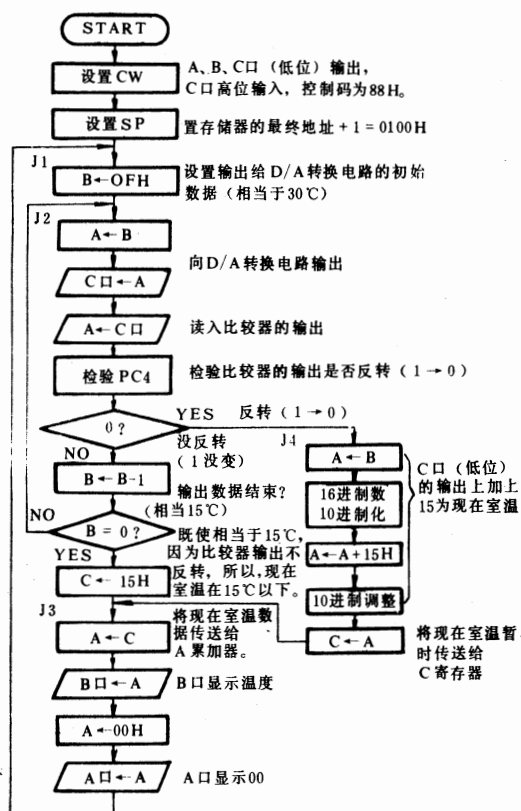 START
设置CW
A、B、C口（低位）输出，
C口高位输入，控制码为88H。
设置SP
置存储器的最终地址+1=0100H
J1
B←OFH
设置输出给D/A转换电路的初始
数据（相当于30℃）
J2
A←B
向D/A转换电路输出
C口←A
A←C口
读入比较器的输出
检验PC4
检验比较器的输出是否反转（1→0）
0?
YES 反转（1→0）
NO
没反转
（1没变）
B←B-1
输出数据结束?
（相当15℃）
NO
B=0?
YES
既使相当于15℃，
因为比较器输出不
反转，所以，现在
室温在15℃以下。
C←15H
J4
A←B
16进制数
10进制化
A←A+15H
10进制调整
C口（低位）
的输出上加上
15为现在室温
C←A
将现在室温暂
时传送给
C寄存器
J3
A←C
将现在室温数
据传送给
A累加器。
B口←A
B口显示温度
A←00H
A口←A
A口显示00